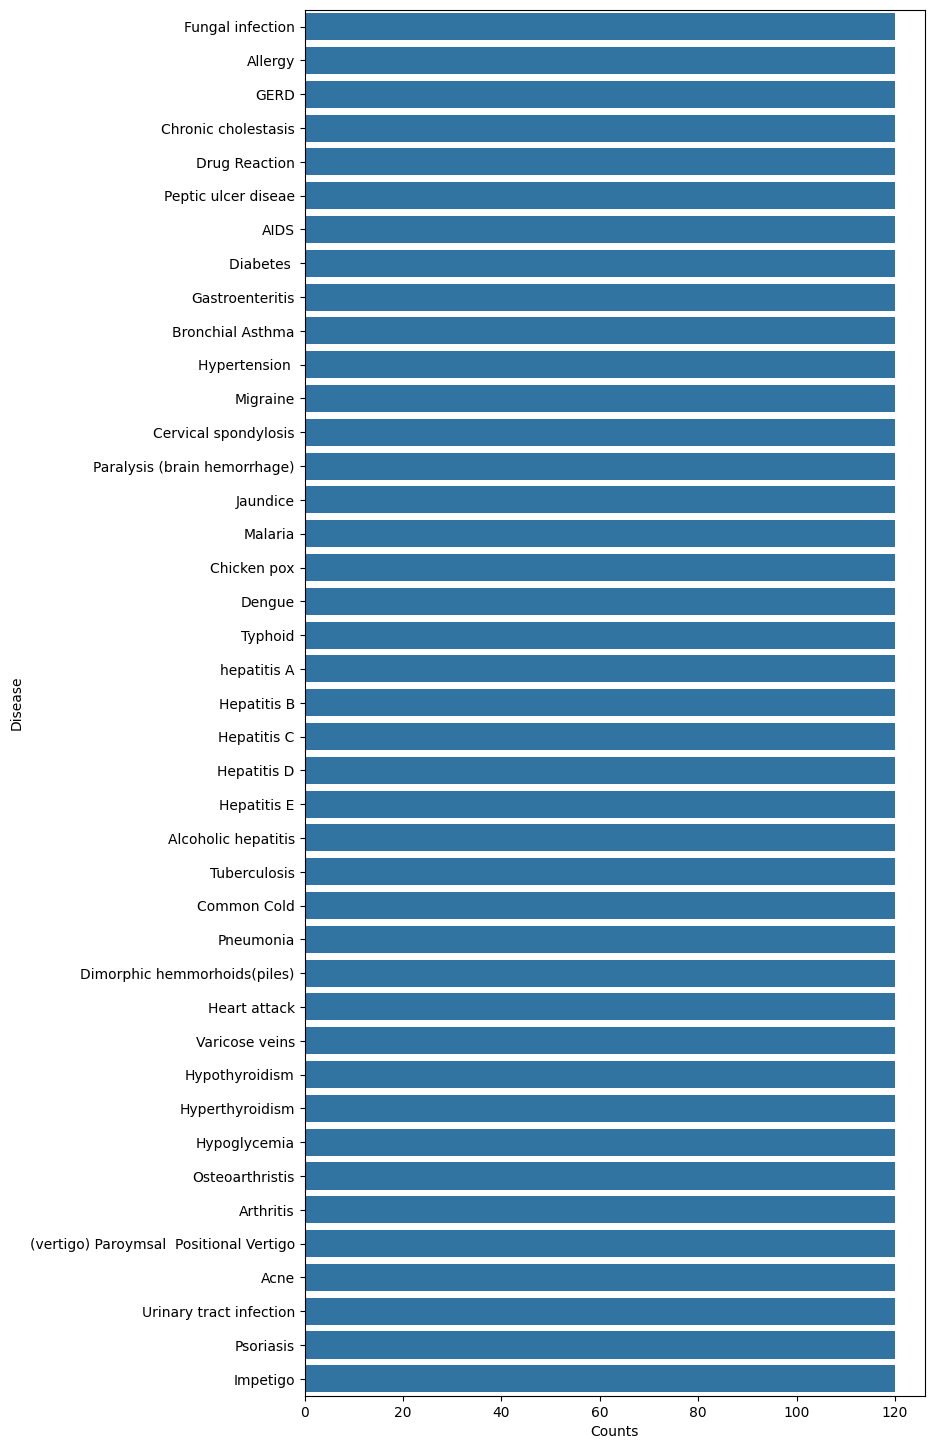 Fungal infection
Allergy
GERD
Chronic cholestasis
Drug Reaction
Peptic ulcer diseae
AIDS
Diabetes
Gastroenteritis
Bronchial Asthma
Hypertension
Migraine
Cervical spondylosis
Paralysis (brain hemorrhage)
Jaundice
Malaria
Chicken pox
Dengue
Typhoid
hepatitis A
Hepatitis B
Hepatitis C
Hepatitis D
Hepatitis E
Alcoholic hepatitis
Tuberculosis
Common Cold
Pneumonia
Dimorphic hemmorhoids(piles)
Heart attack
Varicose veins
Hypothyroidism
Hyperthyroidism
Hypoglycemia
Osteoarthristis
Arthritis
(vertigo) Paroymsal  Positional Vertigo
Acne
Urinary tract infection
Psoriasis
Impetigo
Disease
0 20 40 60 80 100 120
Counts